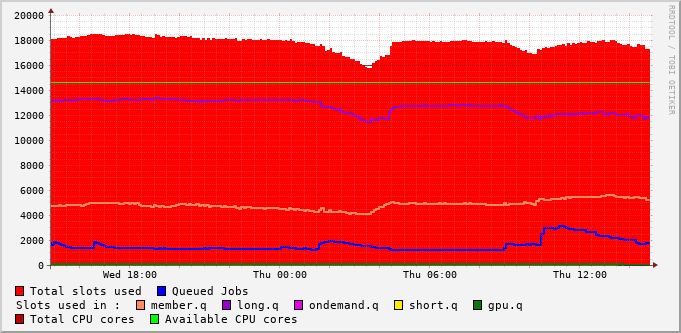 20000
18000
16000
14000
12000
10000
8000
6000
4000
2000
0
Wed 18:00 Thu 00:00 Thu 06:00 Thu 12:00
Total slots used Queued Jobs
Slots used in : member.q long.q ondemand.q short.q gpu.q
Total CPU cores Available CPU cores
RRDTOOL / TOBI OETIKER